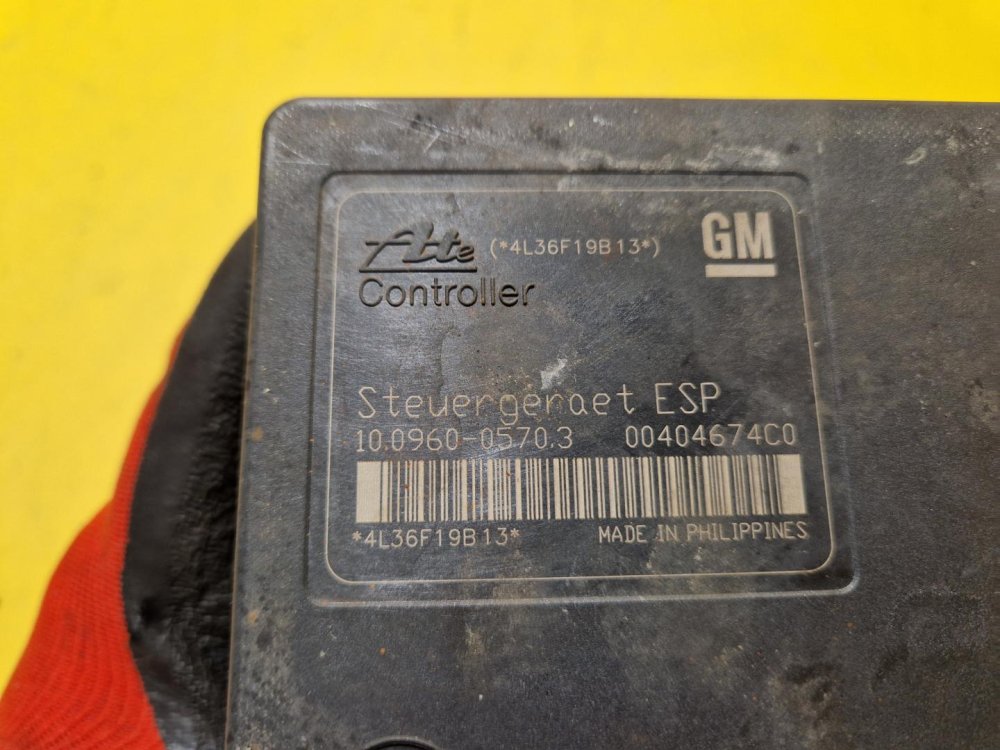 Ate (*4L36F19B13*) GM
Controller
Steuergeraet ESP
10.0960-0570.3 00404674C0
*4L36F19B13* MADE IN PHILIPPINES